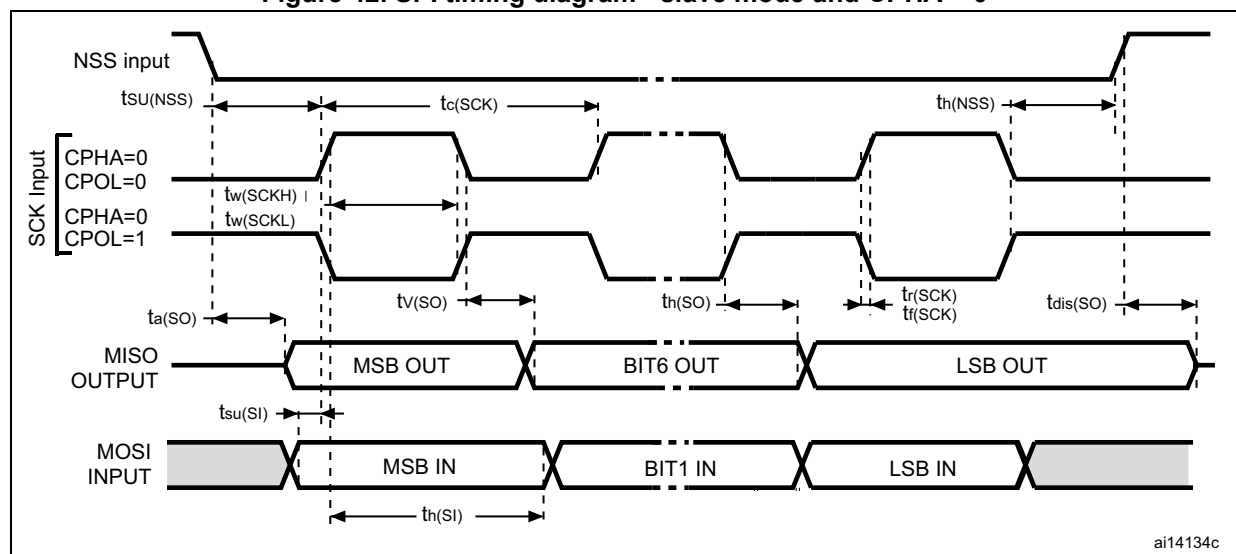 NSS input
tSU(NSS)
tc(SCK)
th(NSS)
SCK Input
CPHA=0
CPOL=0
tw(SCKH)
CPHA=0
CPOL=1
tw(SCKL)
tV(SO)
th(SO)
tr(SCK)
tf(SCK)
tdis(SO)
ta(SO)
MISO
OUTPUT
MSB OUT
BIT6 OUT
LSB OUT
tsu(SI)
MOSI
INPUT
MSB IN
BIT1 IN
LSB IN
th(SI)
ai14134c